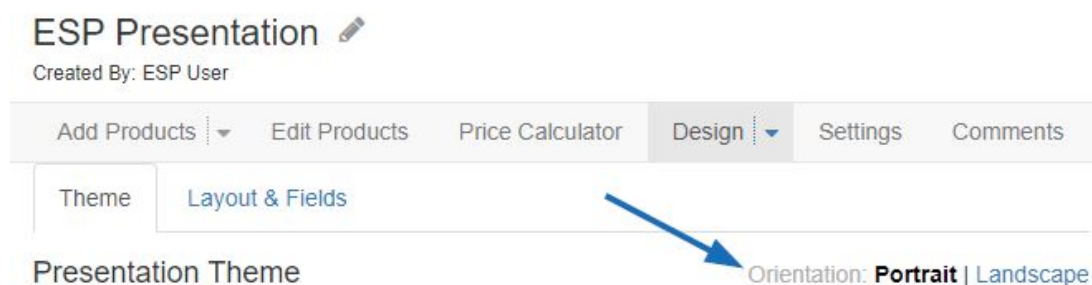 ESP Presentation
Created By: ESP User
Add Products Edit Products Price Calculator Design Settings Comments
Theme Layout & Fields
Presentation Theme Orientation: Portrait | Landscape